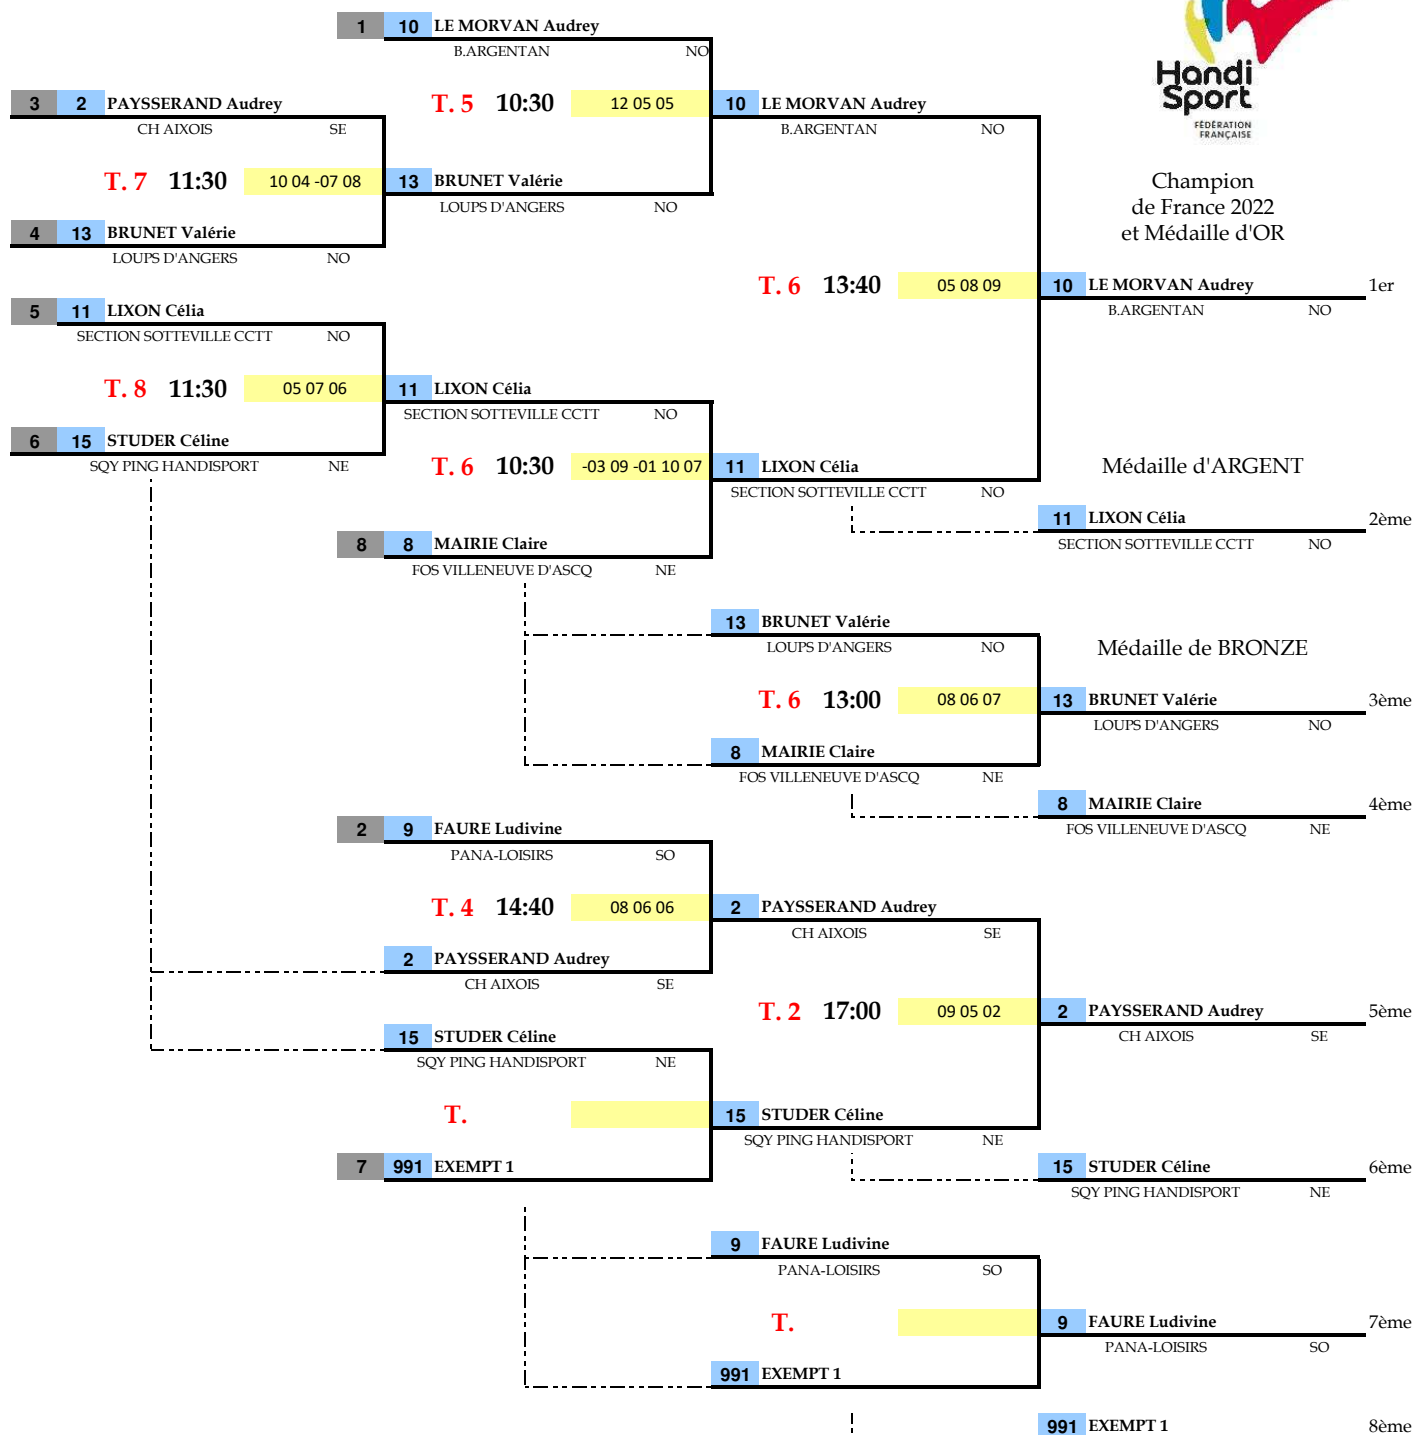 1 10 LE MORVAN Audrey
B.ARGENTAN NO
Handi
Sport
FÉDÉRATION
FRANÇAISE
3 2 PAYSSERAND Audrey
CH AIXOIS SE
T. 5 10:30 12 05 05
10 LE MORVAN Audrey
B.ARGENTAN NO
T. 7 11:30 10 04 -07 08
13 BRUNET Valérie
LOUPS D'ANGERS NO
Champion
de France 2022
et Médaille d'OR
4 13 BRUNET Valérie
LOUPS D'ANGERS NO
T. 6 13:40 05 08 09
10 LE MORVAN Audrey 1er
B.ARGENTAN NO
5 11 LIXON Célia
SECTION SOTTEVILLE CCTT NO
T. 8 11:30 05 07 06
11 LIXON Célia
SECTION SOTTEVILLE CCTT NO
6 15 STUDER Céline
SQY PING HANDISPORT NE
T. 6 10:30 -03 09 -01 10 07
11 LIXON Célia
SECTION SOTTEVILLE CCTT NO
Médaille d'ARGENT
11 LIXON Célia 2ème
SECTION SOTTEVILLE CCTT NO
8 8 MAIRIE Claire
FOS VILLENEUVE D'ASCQ NE
13 BRUNET Valérie
LOUPS D'ANGERS NO
Médaille de BRONZE
T. 6 13:00 08 06 07
13 BRUNET Valérie 3ème
LOUPS D'ANGERS NO
8 MAIRIE Claire
FOS VILLENEUVE D'ASCQ NE
8 MAIRIE Claire 4ème
FOS VILLENEUVE D'ASCQ NE
2 9 FAURE Ludivine
PANA-LOISIRS SO
T. 4 14:40 08 06 06
2 PAYSSERAND Audrey
CH AIXOIS SE
2 PAYSSERAND Audrey
CH AIXOIS SE
T. 2 17:00 09 05 02
2 PAYSSERAND Audrey 5ème
CH AIXOIS SE
15 STUDER Céline
SQY PING HANDISPORT NE
T.
15 STUDER Céline
SQY PING HANDISPORT NE
7 991 EXEMPT 1
15 STUDER Céline 6ème
SQY PING HANDISPORT NE
9 FAURE Ludivine
PANA-LOISIRS SO
T.
9 FAURE Ludivine 7ème
PANA-LOISIRS SO
991 EXEMPT 1
991 EXEMPT 1 8ème